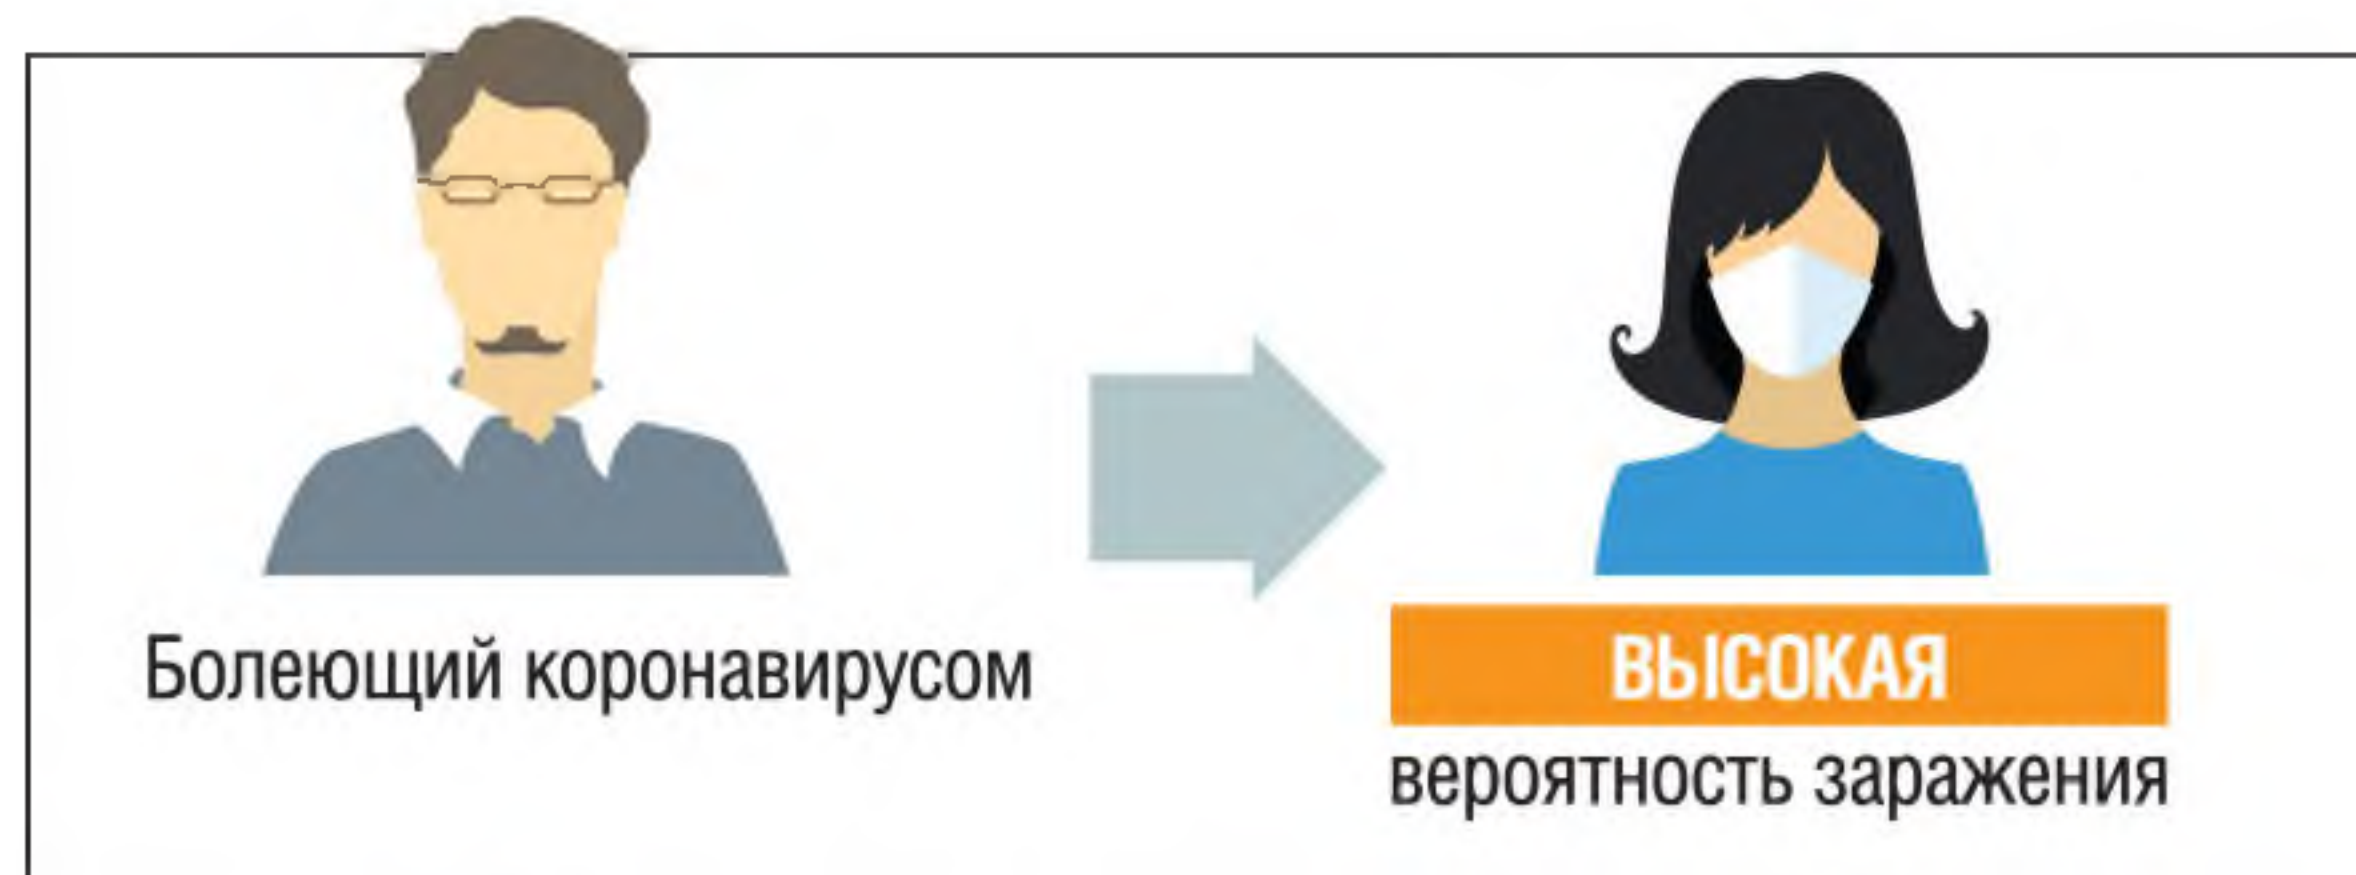 Болеющий коронавирусом
ВЫСОКАЯ
вероятность заражения